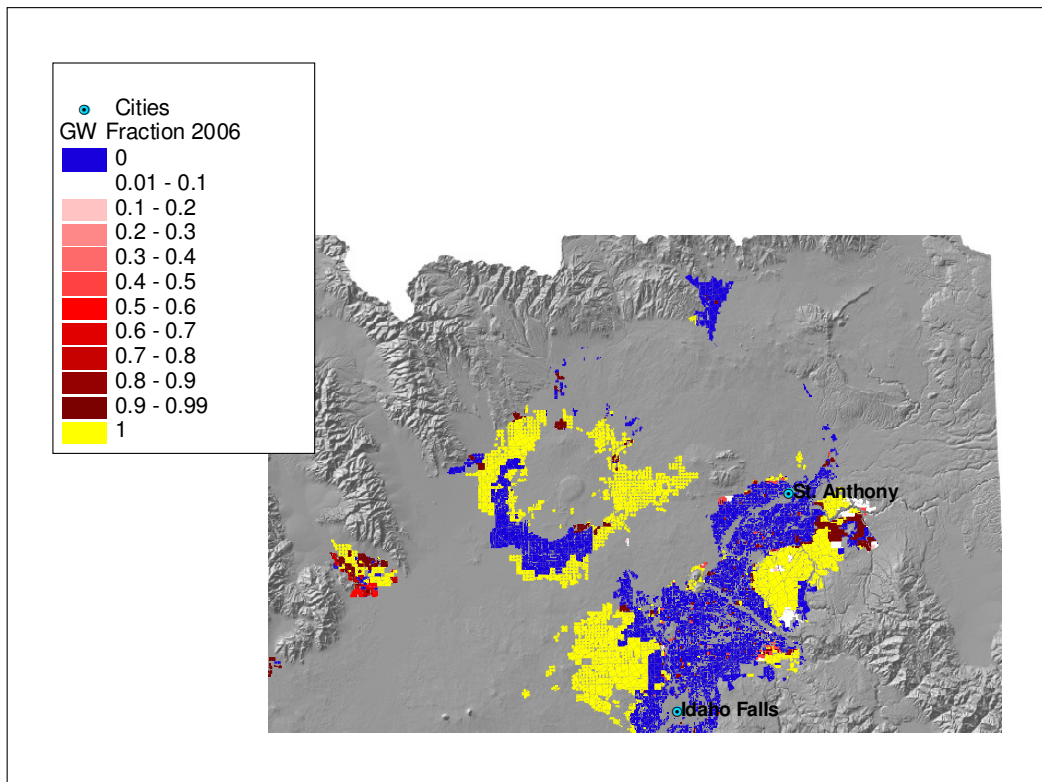 Cities
GW Fraction 2006
0
0.01 - 0.1
0.1 - 0.2
0.2 - 0.3
0.3 - 0.4
0.4 - 0.5
0.5 - 0.6
0.6 - 0.7
0.7 - 0.8
0.8 - 0.9
0.9 - 0.99
1
St. Anthony
Idaho Falls